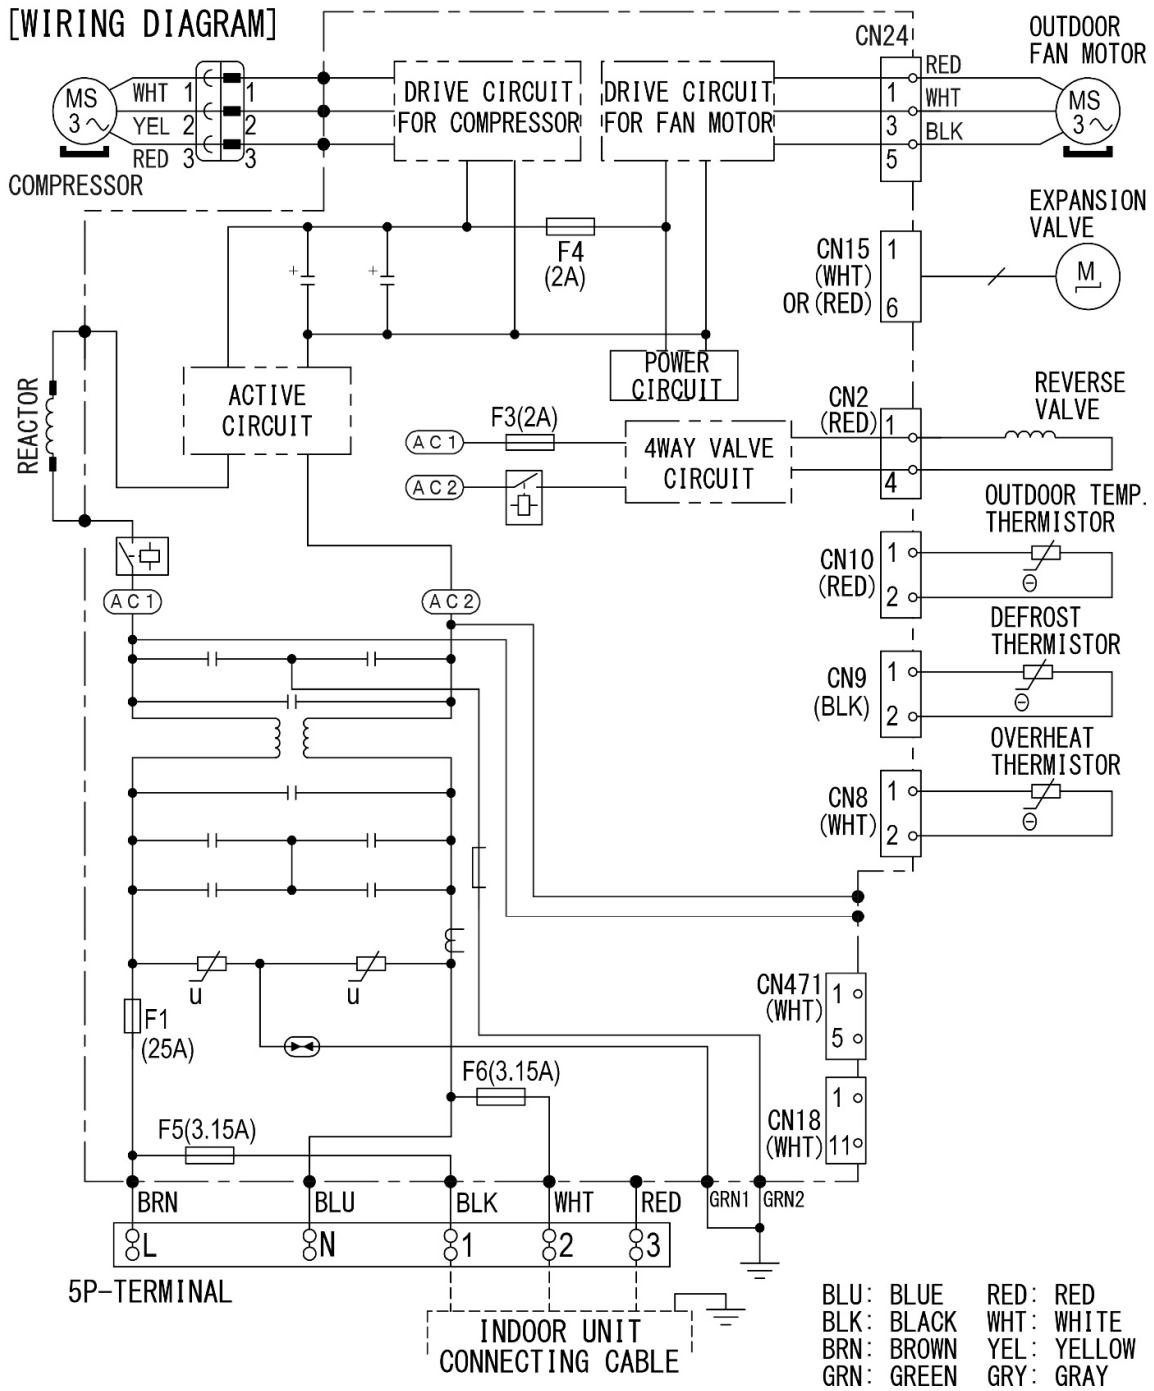 [WIRING DIAGRAM]
CN24
OUTDOOR
FAN MOTOR
MS
3~
WHT 1
YEL 2
RED 3
1
2
3
COMPRESSOR
DRIVE CIRCUIT
FOR COMPRESSOR
DRIVE CIRCUIT
FOR FAN MOTOR
1
3
5
RED
WHT
BLK
MS
3~
F4
(2A)
+
+
EXPANSION
VALVE
CN15
(WHT)
OR(RED)
1
6
M
REACTOR
ACTIVE
CIRCUIT
POWER
CIRCUIT
F3(2A)
AC1
AC2
4WAY VALVE
CIRCUIT
CN2
(RED)
1
4
REVERSE
VALVE
OUTDOOR TEMP.
THERMISTOR
CN10
(RED)
1
2
DEFROST
THERMISTOR
CN9
(BLK)
1
2
OVERHEAT
THERMISTOR
CN8
(WHT)
1
2
AC1
AC2
u
u
F1
(25A)
CN471
(WHT)
1
5
F6(3.15A)
F5(3.15A)
CN18
(WHT)
1
11
BRN
BLU
BLK
WHT
RED
GRN1
GRN2
L
N
1
2
3
5P-TERMINAL
INDOOR UNIT
CONNECTING CABLE
BLU: BLUE RED: RED
BLK: BLACK WHT: WHITE
BRN: BROWN YEL: YELLOW
GRN: GREEN GRY: GRAY